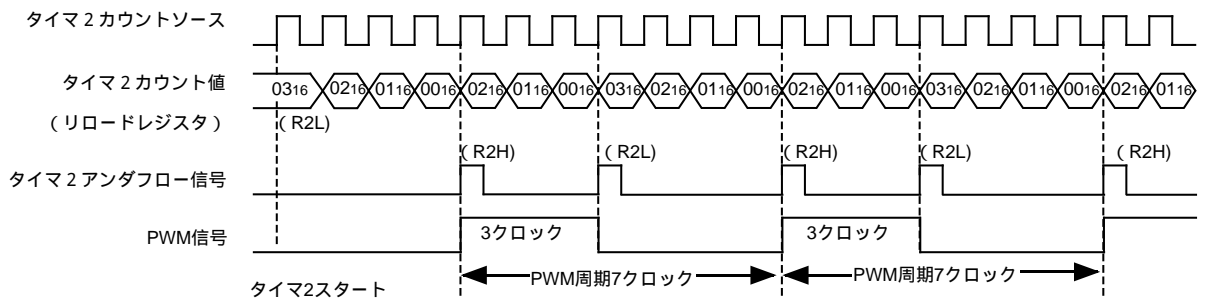 タイマ2カウントソース
タイマ2カウント値
0316 0216 0116 0016 0216 0116 0016 0316 0216 0116 0016 0216 0116 0016 0316 0216 0116 0016 0216 0116
(リロードレジスタ) (R2L)
(R2H) (R2L) (R2H) (R2L) (R2H)
タイマ2アンダフロー信号
PWM信号 3クロック 3クロック
PWM周期7クロック PWM周期7クロック
タイマ2スタート